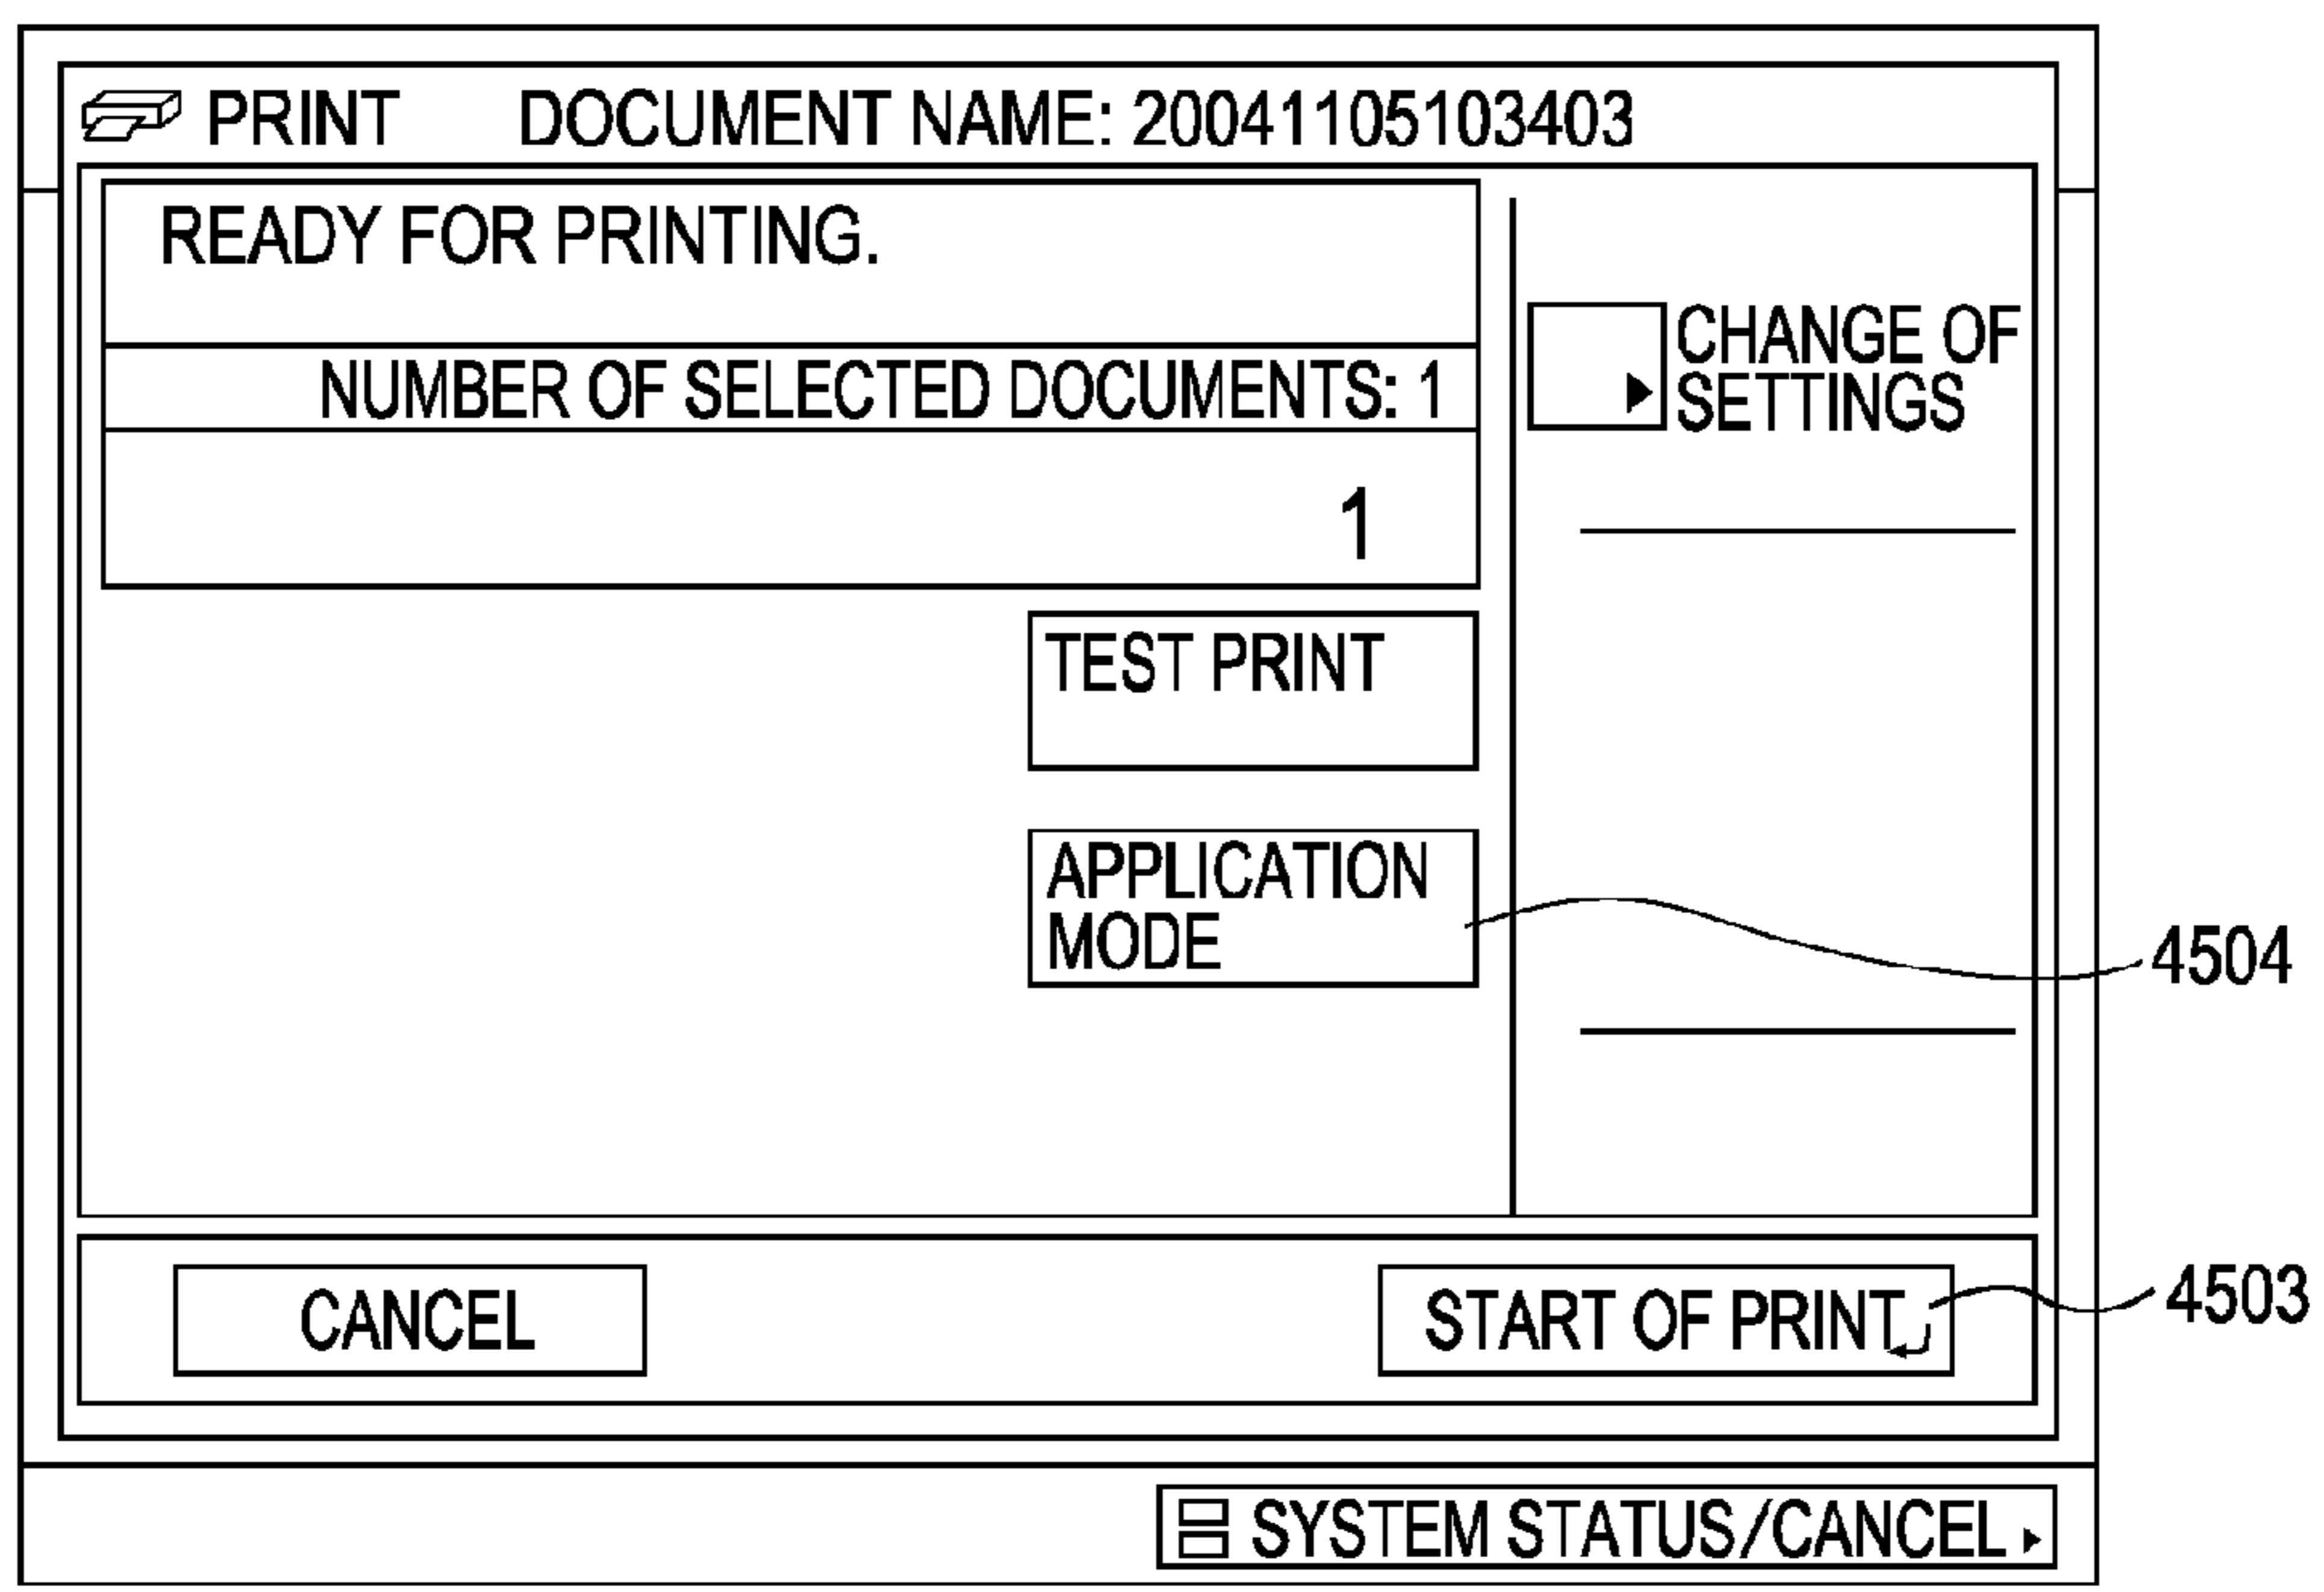 PRINT DOCUMENT NAME: 20041105103403
READY FOR PRINTING.
NUMBER OF SELECTED DOCUMENTS: 1
1
CHANGE OF
SETTINGS
TEST PRINT
APPLICATION
MODE
4504
CANCEL
START OF PRINT
4503
SYSTEM STATUS/CANCEL